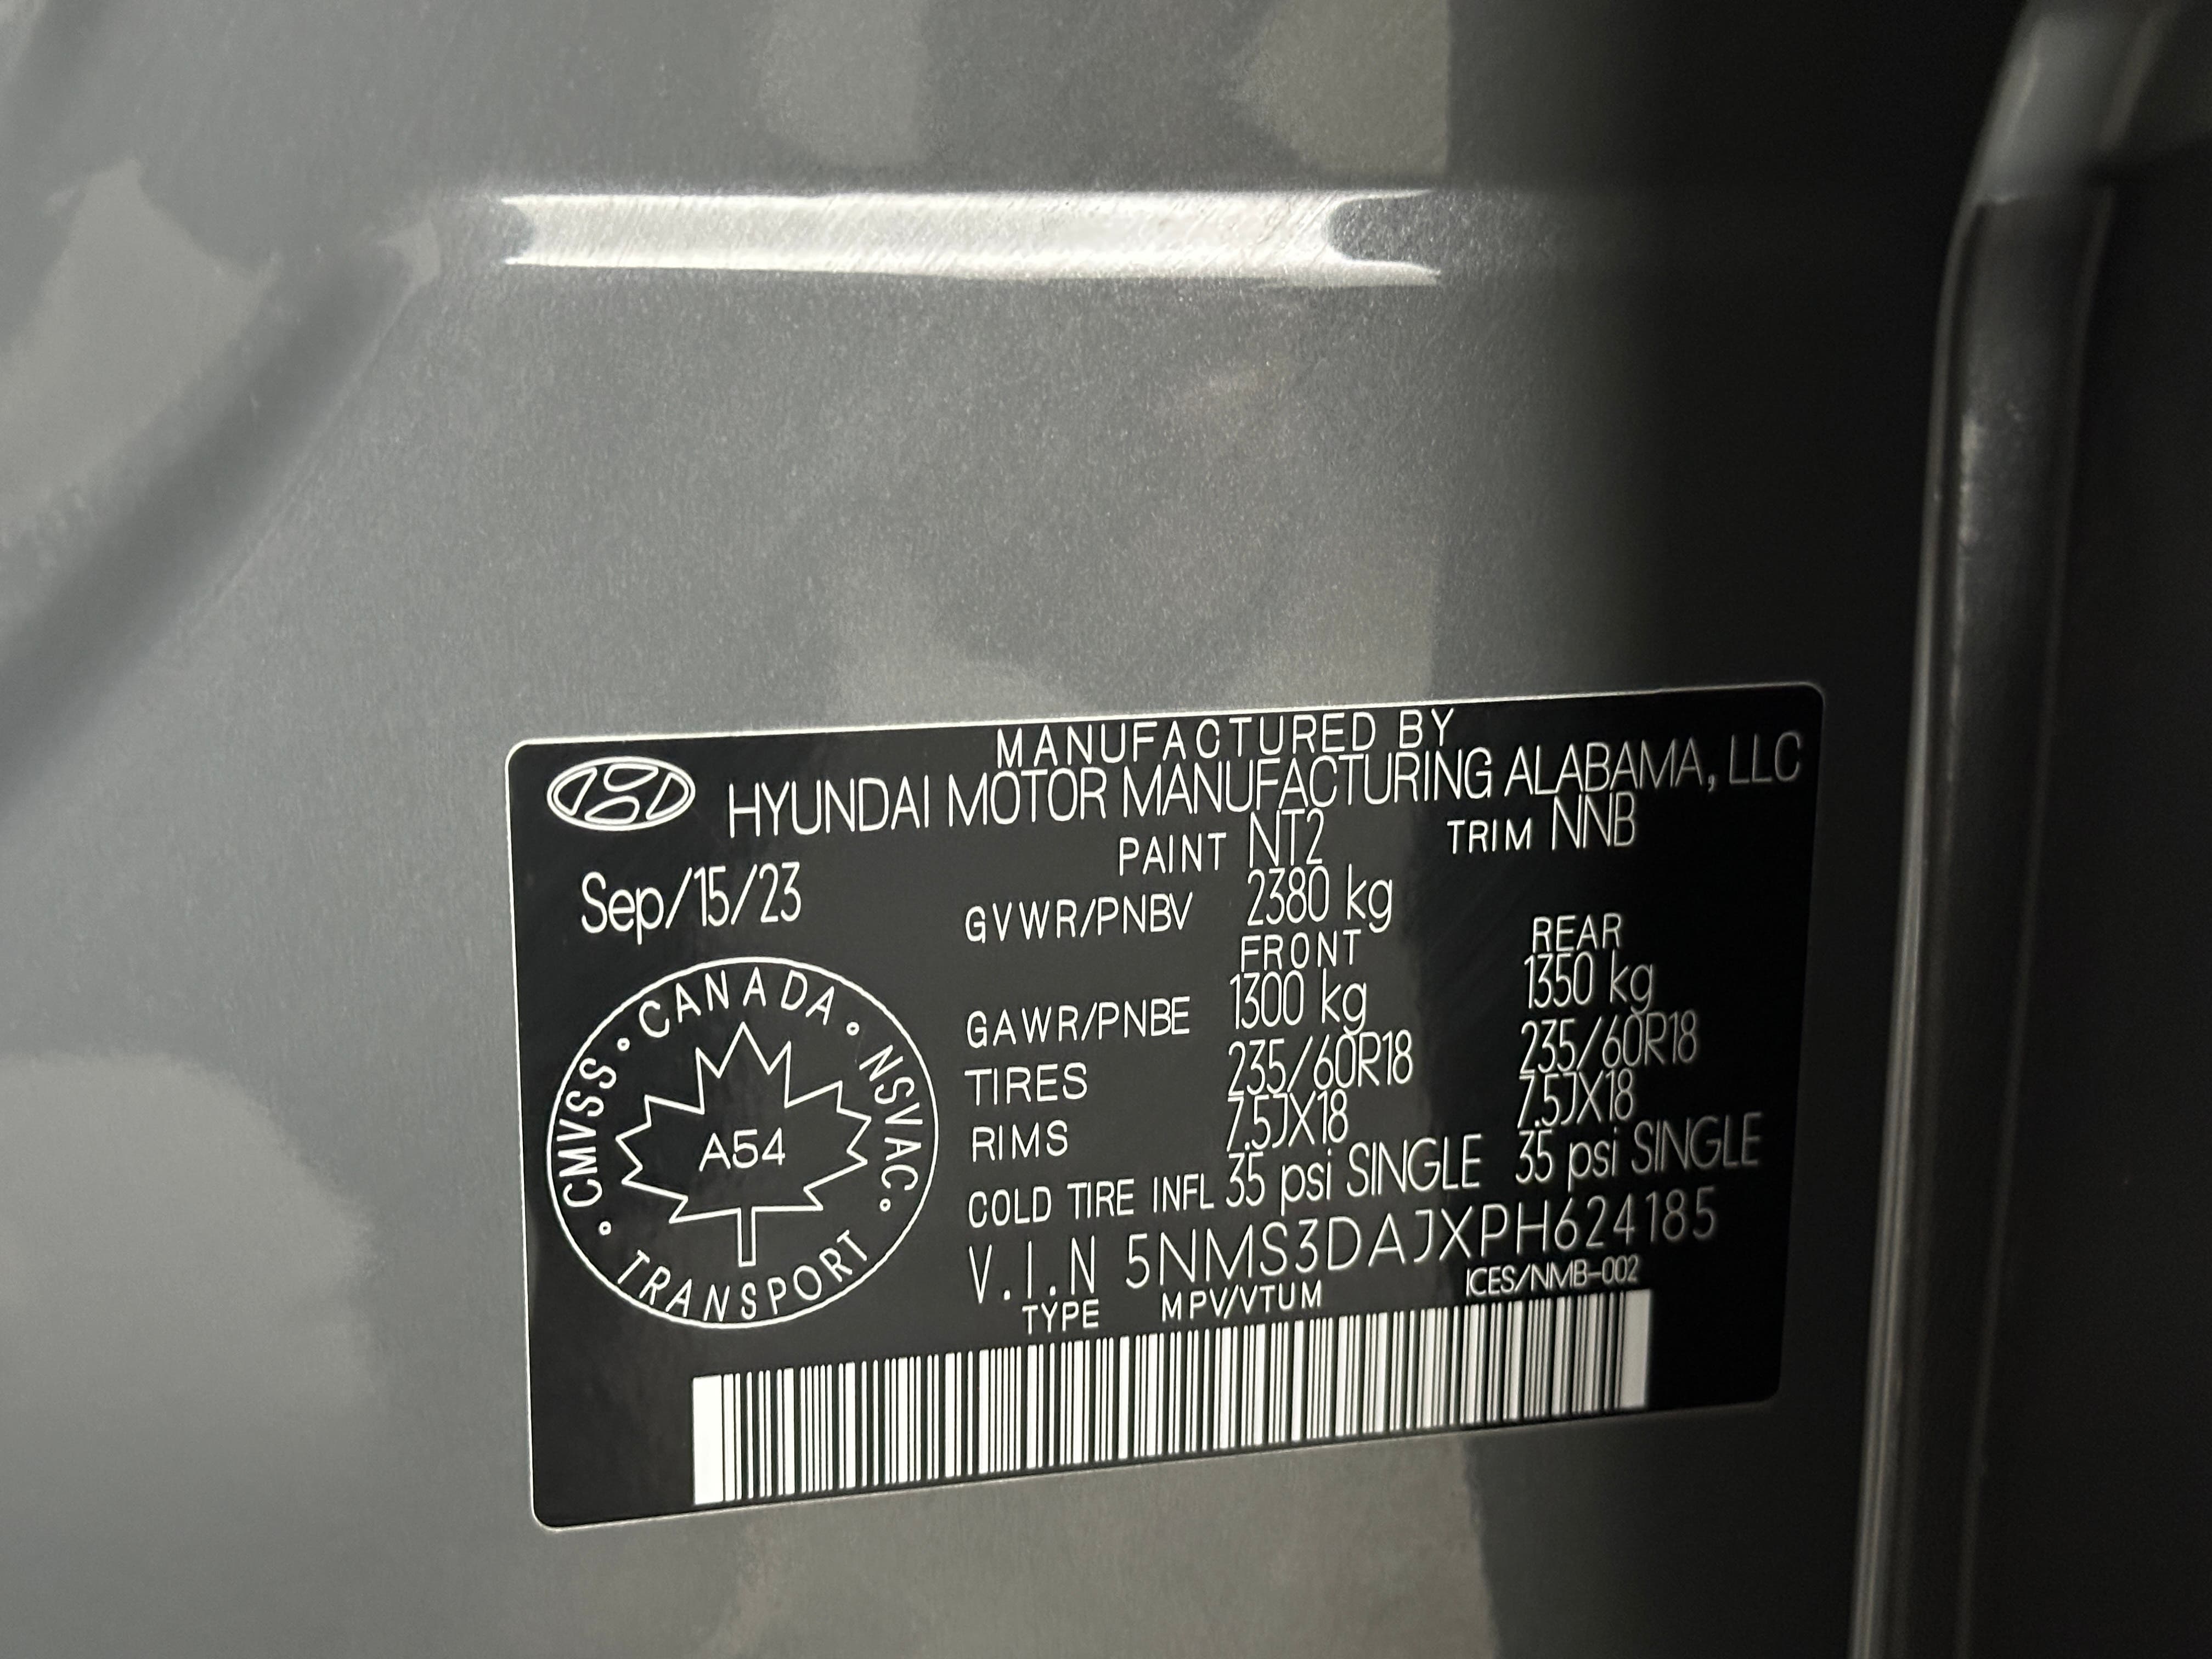 MANUFACTURED BY
HYUNDAI MOTOR MANUFACTURING ALABAMA, LLC
PAINT NT2 TRIM NNB
Sep/15/23
GVWR/PNBV 2380 kg
FRONT REAR
GAWR/PNBE 1300 kg 1350 kg
TIRES 235/60R18 235/60R18
RIMS 7.5JX18 7.5JX18
COLD TIRE INFL 35 psi SINGLE 35 psi SINGLE
V.I.N 5NMS3DAJXPH624185
TYPE MPV/VTUM ICES/NMB-002
CMVSS • CANADA • NSVAC •
A54
TRANSPORT